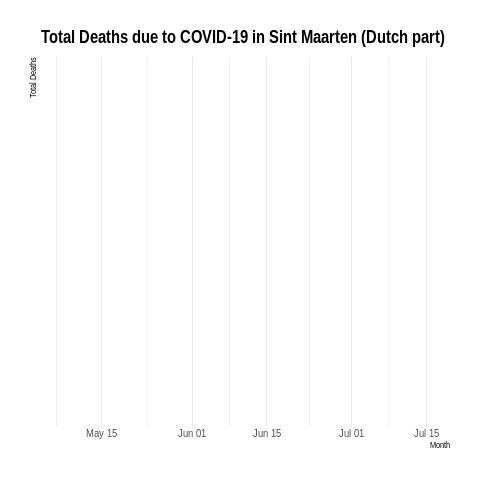 Total Deaths due to COVID-19 in Sint Maarten (Dutch part)
Total Deaths
May 15 Jun 01 Jun 15 Jul 01 Jul 15
Month